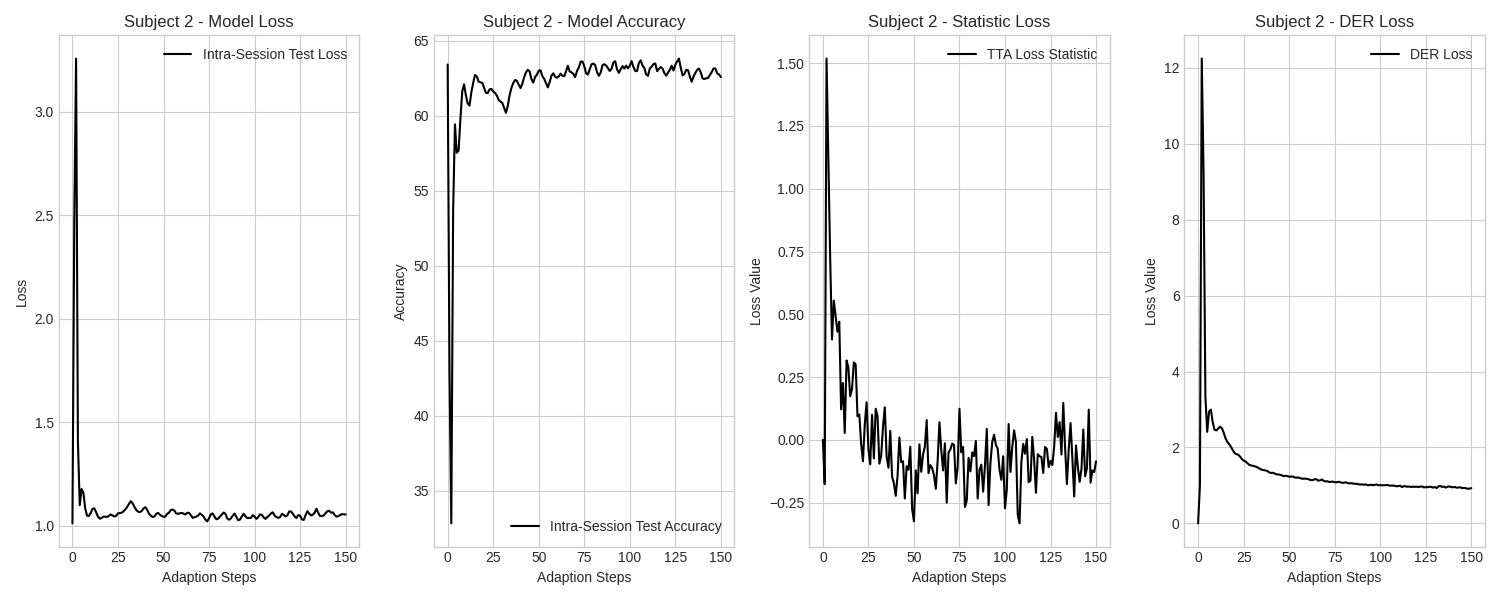 Subject 2 - Model Loss
Intra-Session Test Loss
3.0
2.5
2.0
1.5
1.0
Loss
0 25 50 75 100 125 150
Adaption Steps
Subject 2 - Model Accuracy
65
60
55
50
45
40
35
Accuracy
Intra-Session Test Accuracy
0 25 50 75 100 125 150
Adaption Steps
Subject 2 - Statistic Loss
TTA Loss Statistic
1.50
1.25
1.00
0.75
0.50
0.25
0.00
−0.25
Loss Value
0 25 50 75 100 125 150
Adaption Steps
Subject 2 - DER Loss
DER Loss
12
10
8
6
4
2
0
Loss Value
0 25 50 75 100 125 150
Adaption Steps